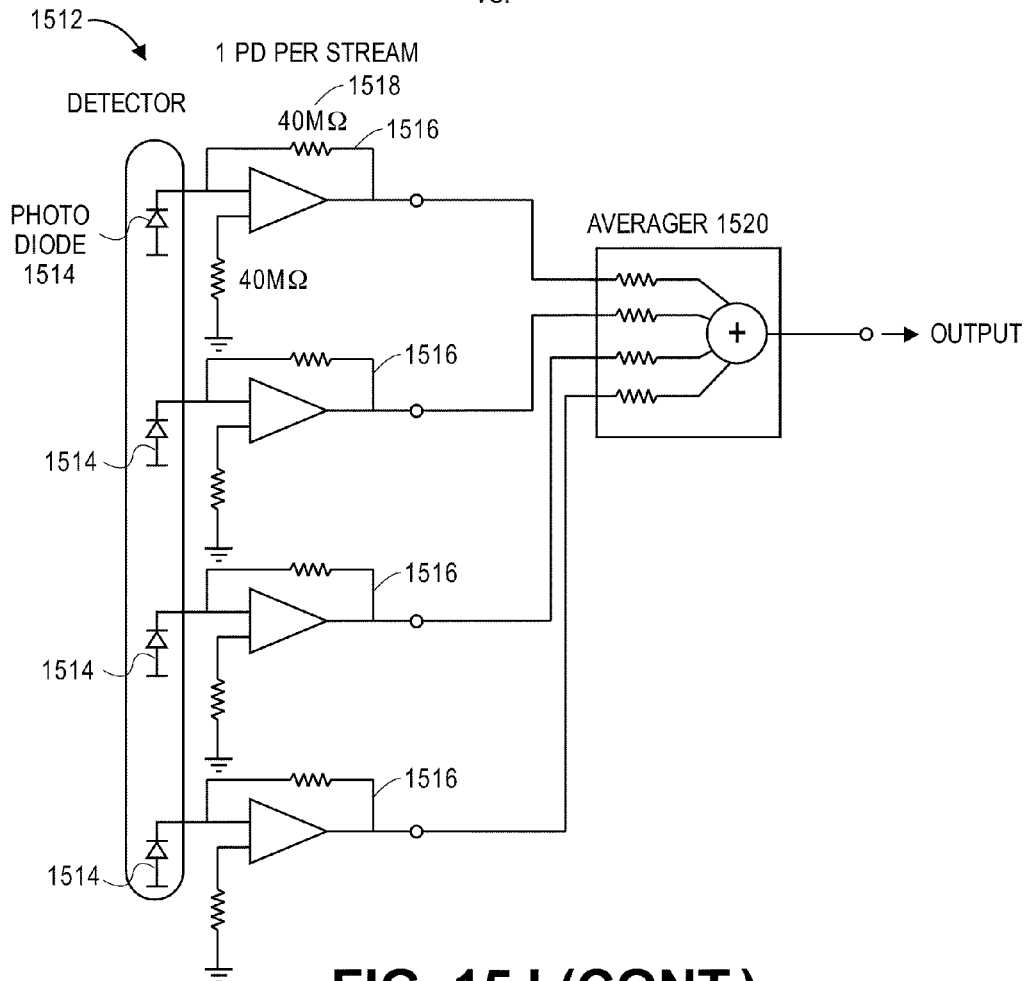 1512
1 PD PER STREAM
1518
DETECTOR
40MΩ
1516
PHOTO
DIODE
1514
AVERAGER 1520
40MΩ
+
OUTPUT
1516
1514
1516
1514
1516
1514